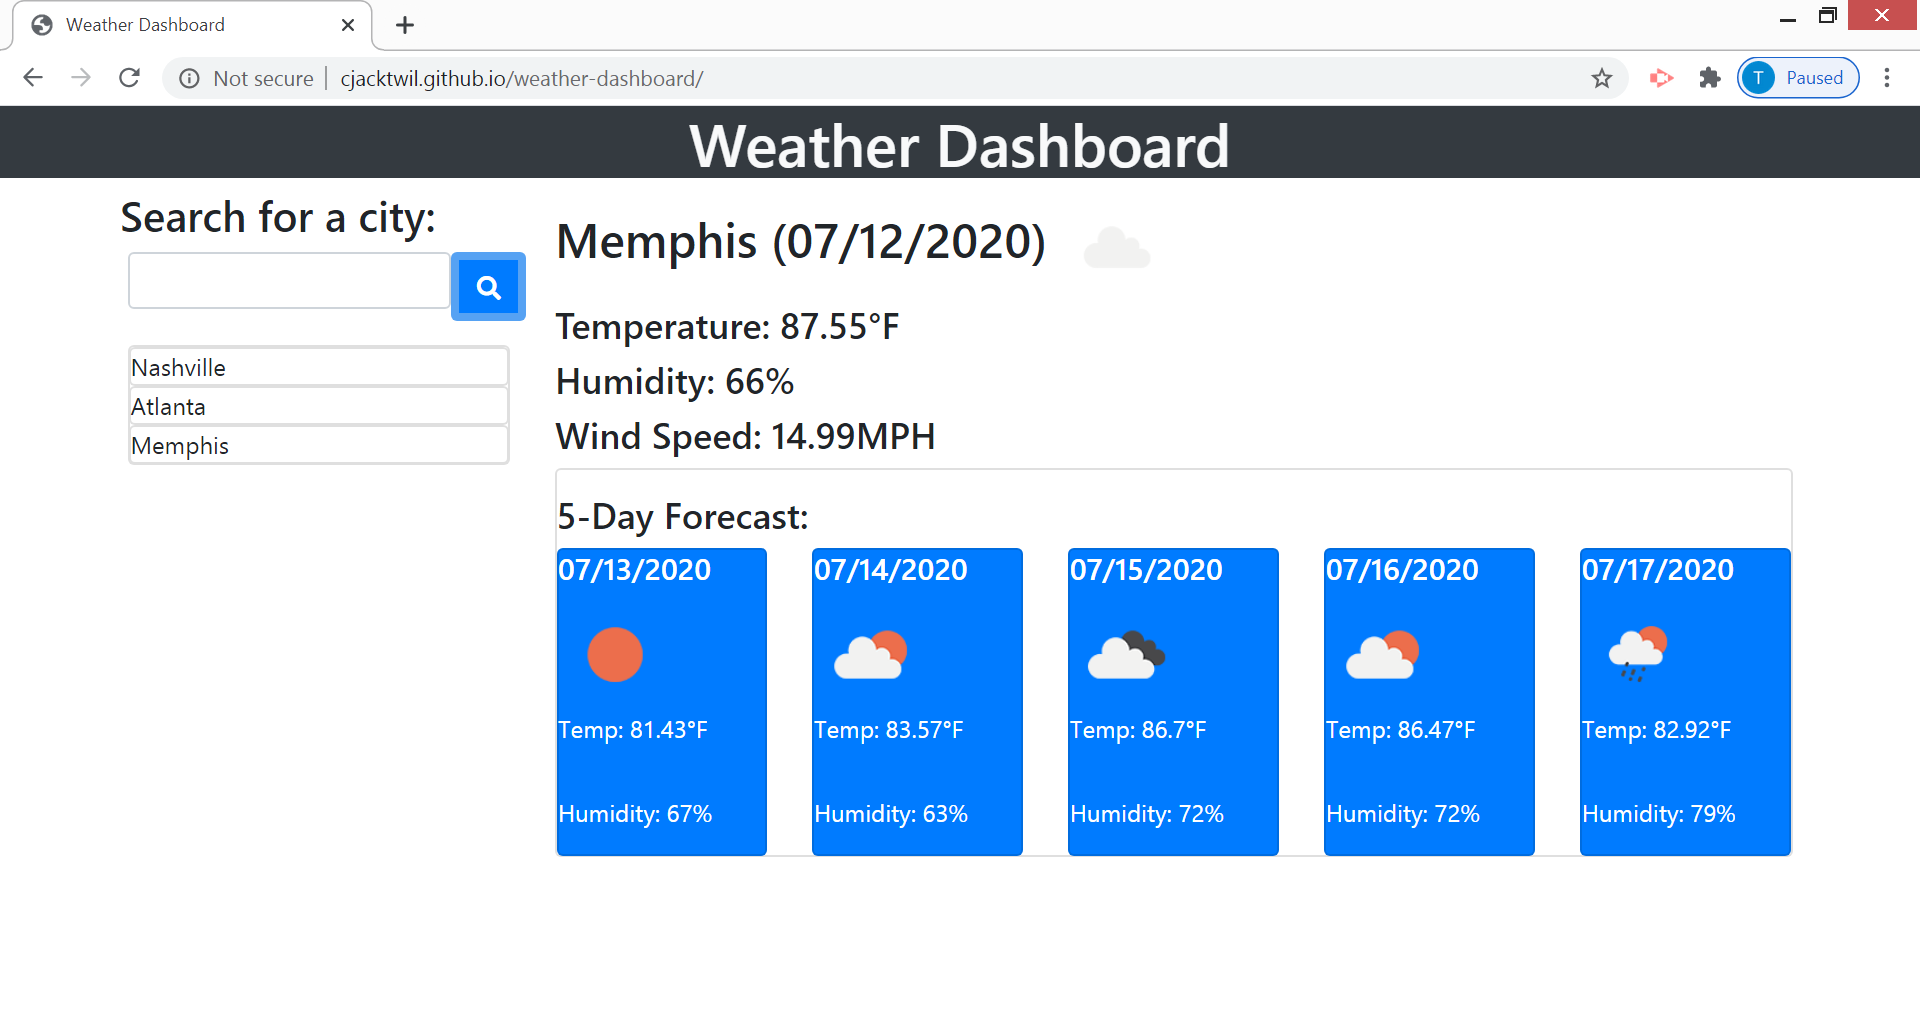 Weather Dashboard
Not secure | cjacktwil.github.io/weather-dashboard/
T Paused
Weather Dashboard
Search for a city:
Nashville
Atlanta
Memphis
Memphis (07/12/2020)
Temperature: 87.55°F
Humidity: 66%
Wind Speed: 14.99MPH
5-Day Forecast:
07/13/2020
Temp: 81.43°F
Humidity: 67%
07/14/2020
Temp: 83.57°F
Humidity: 63%
07/15/2020
Temp: 86.7°F
Humidity: 72%
07/16/2020
Temp: 86.47°F
Humidity: 72%
07/17/2020
Temp: 82.92°F
Humidity: 79%